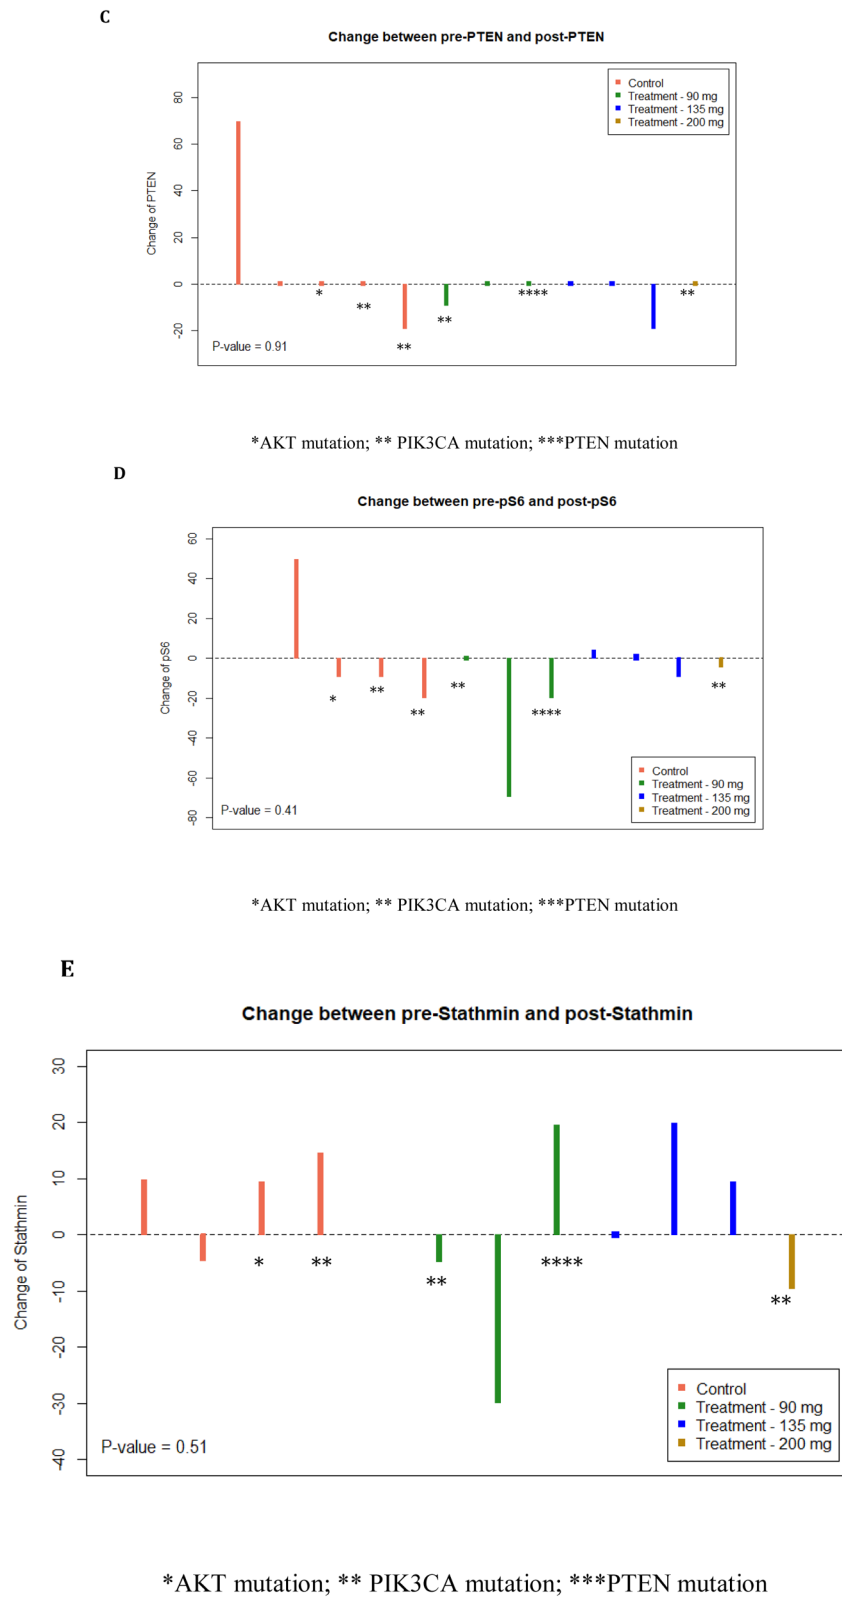 C
Change between pre-PTEN and post-PTEN
Control
Treatment - 90 mg
Treatment - 135 mg
Treatment - 200 mg
Change of PTEN
80
60
40
20
0
-20
*
**
**
**
****
**
P-value = 0.91
*AKT mutation; ** PIK3CA mutation; ***PTEN mutation
D
Change between pre-pS6 and post-pS6
Change of pS6
60
40
20
0
-20
-40
-60
-80
*
**
**
**
****
**
Control
Treatment - 90 mg
Treatment - 135 mg
Treatment - 200 mg
P-value = 0.41
*AKT mutation; ** PIK3CA mutation; ***PTEN mutation
E
Change between pre-Stathmin and post-Stathmin
Change of Stathmin
30
20
10
0
-10
-20
-30
-40
*
**
**
****
**
Control
Treatment - 90 mg
Treatment - 135 mg
Treatment - 200 mg
P-value = 0.51
*AKT mutation; ** PIK3CA mutation; ***PTEN mutation